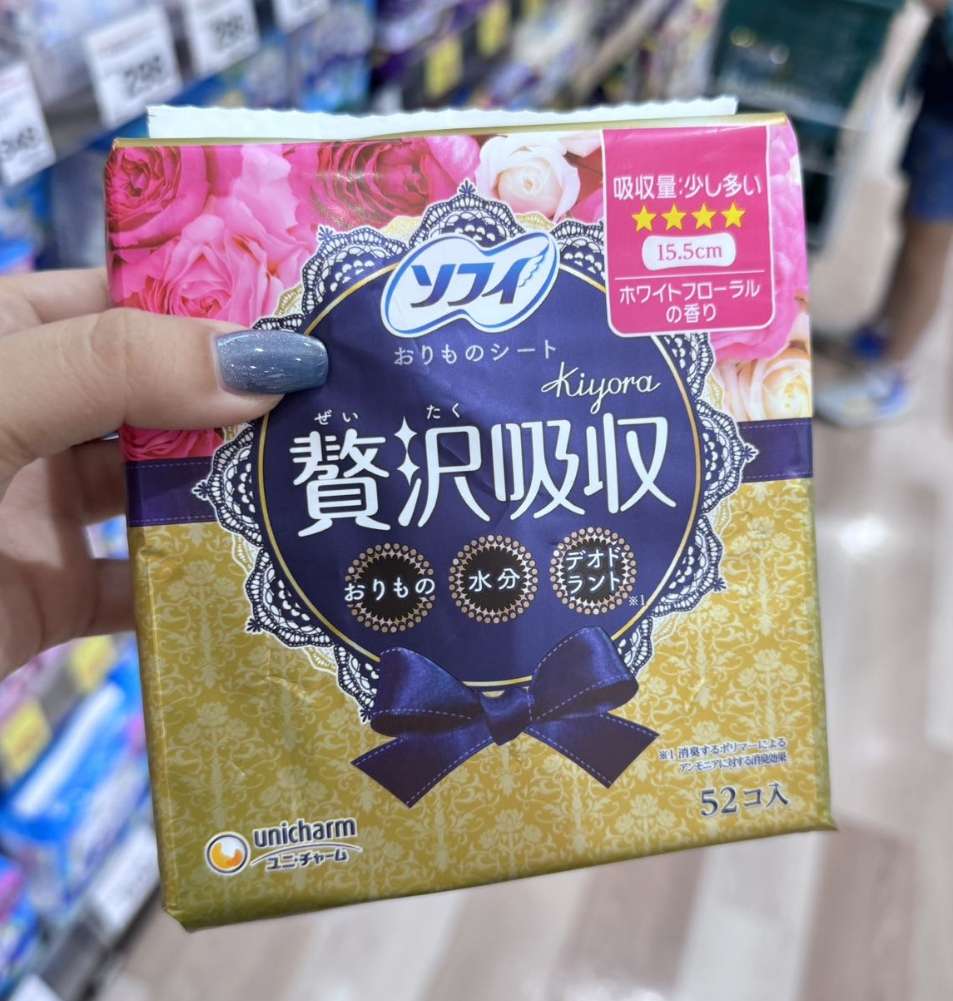 吸収量:少し多い
★★★★
15.5cm
ホワイトフローラル
の香り
ソフィ
おりものシート
Kiyora
ぜいたく
贅沢吸収
おりもの
水分
デオド
ラント
※1
※1 消臭するポリマーによる
アンモニアに対する消臭効果
52コ入
unicharm
ユニ・チャーム